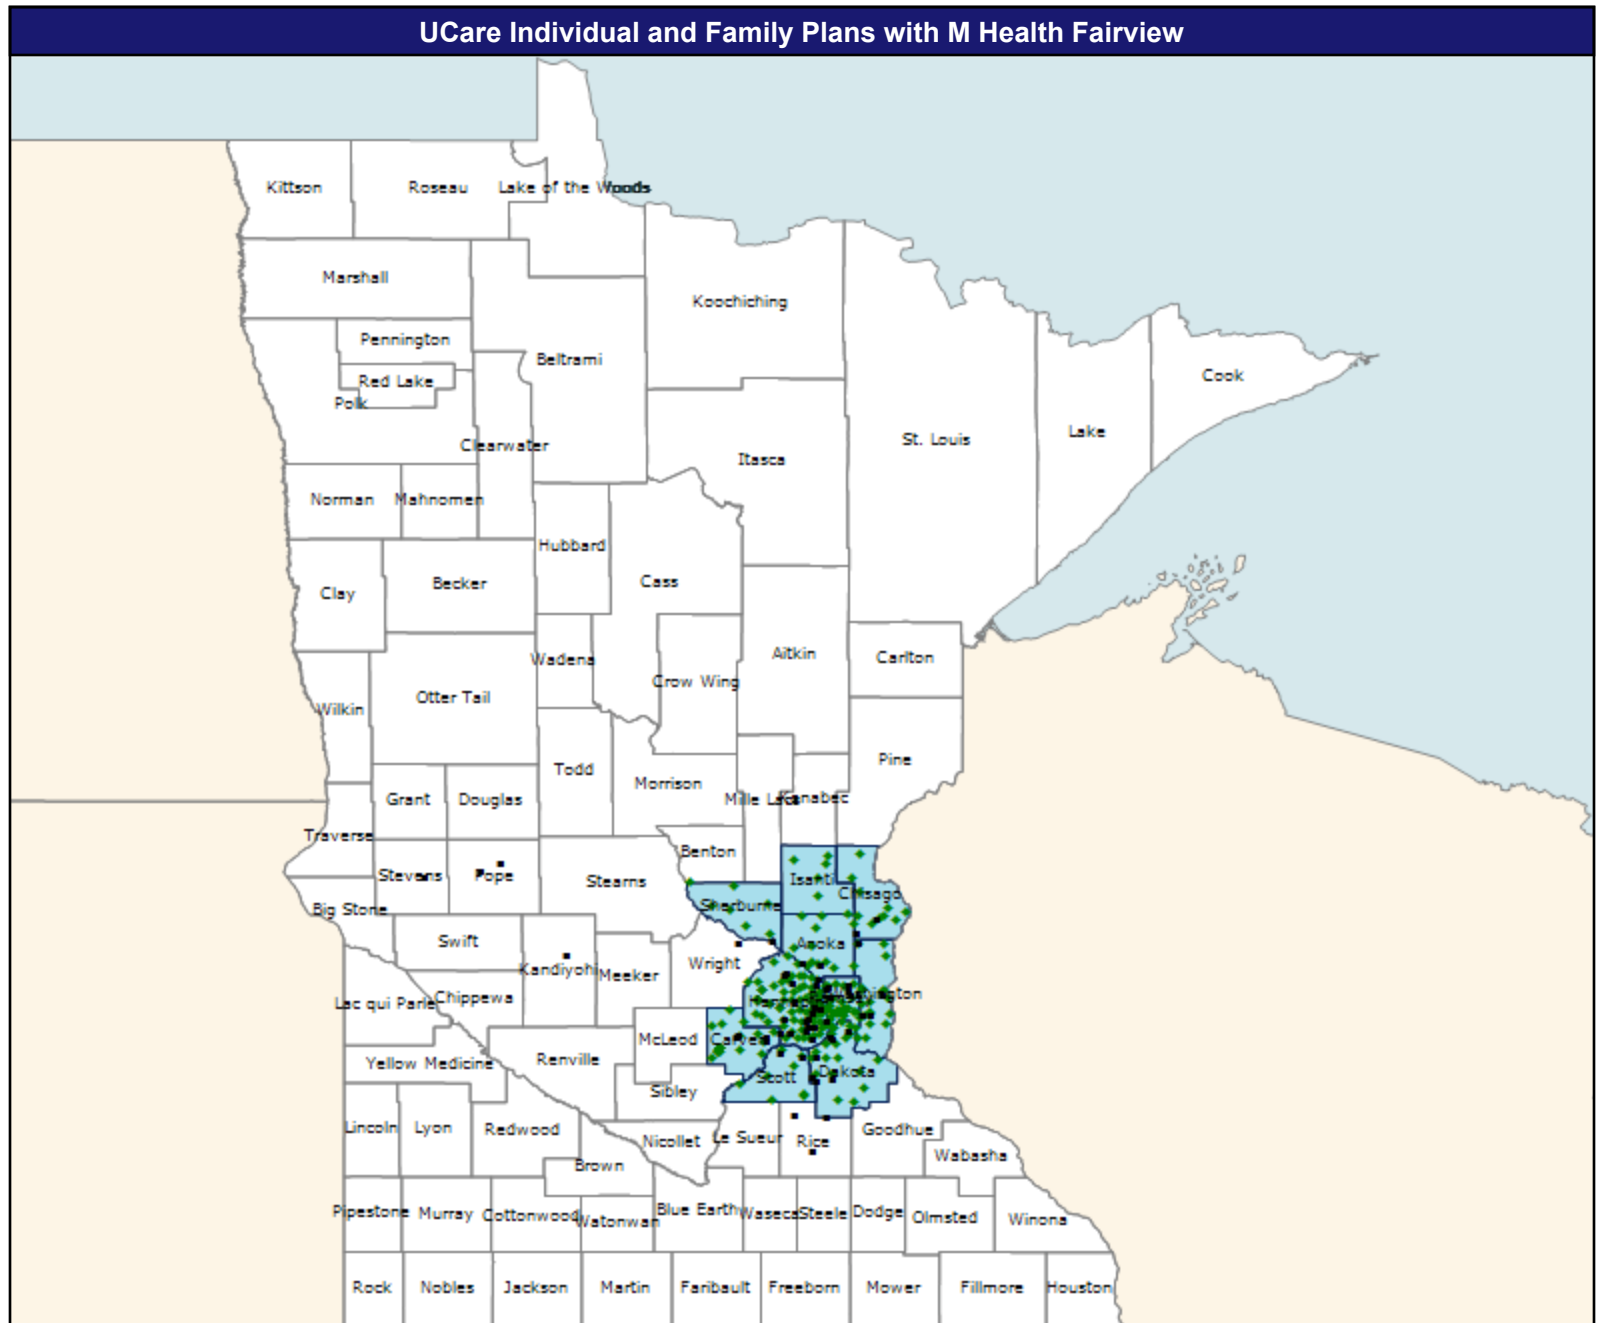 UCare Individual and Family Plans with M Health Fairview
Kittson
Roseau
Lake of the Woods
Marshall
Koochiching
Pennington
Beltrami
Red Lake
Cook
Polk
Lake
St. Louis
Clearwater
Itasca
Norman
Mahnomen
Hubbard
Cass
Becker
Clay
Aitkin
Carlton
Wadena
Crow Wing
Otter Tail
Wilkin
Pine
Todd
Morrison
Grant
Douglas
Mille Lacs
Kanabec
Traverse
Benton
Stevens
Pope
Stearns
Isanti
Chisago
Sherburne
Big Stone
Swift
Anoka
Wright
Kandiyohi
Meeker
Washington
Chippewa
Lac qui Parle
Hennepin
McLeod
Carver
Renville
Yellow Medicine
Dakota
Scott
Sibley
Lincoln
Lyon
Redwood
Goodhue
Le Sueur
Nicollet
Rice
Wabasha
Brown
Pipestone
Murray
Cottonwood
Watonwan
Blue Earth
Waseca
Steele
Dodge
Olmsted
Winona
Rock
Nobles
Jackson
Martin
Faribault
Freeborn
Mower
Fillmore
Houston